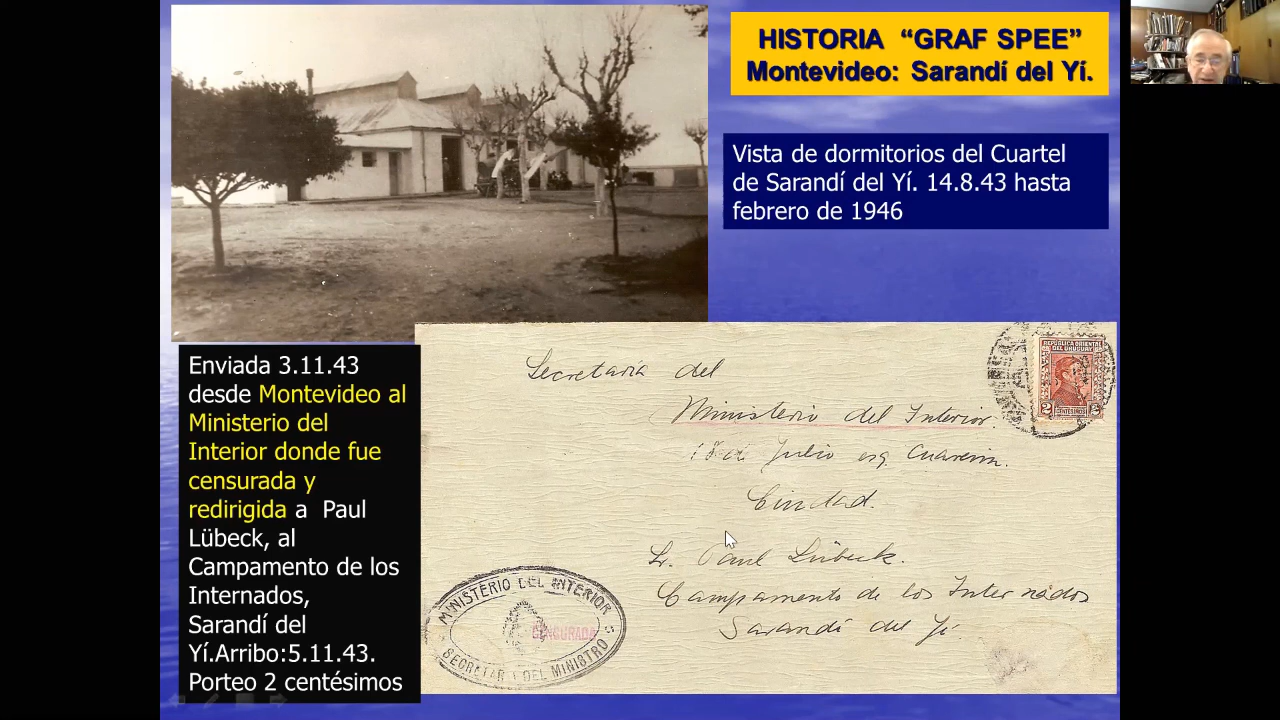 HISTORIA “GRAF SPEE”
Montevideo: Sarandí del Yí.
Vista de dormitorios del Cuartel
de Sarandí del Yí. 14.8.43 hasta
febrero de 1946
Enviada 3.11.43
desde Montevideo al
Ministerio del
Interior donde fue
censurada y
redirigida a Paul
Lübeck, al
Campamento de los
Internados,
Sarandí del
Yí.Arribo:5.11.43.
Porteo 2 centésimos
Secretaría del
Ministerio del Interior.
18 de Julio esq. Cuareim.
Ciudad.
Sr. Paul Lübeck.
Campamento de los Internados
Sarandí del Yí
REPÚBLICA ORIENTAL
DEL URUGUAY
2 CENTESIMOS 2
MINISTERIO DEL INTERIOR
CENSURADA
SECRETARIA DEL MINISTRO